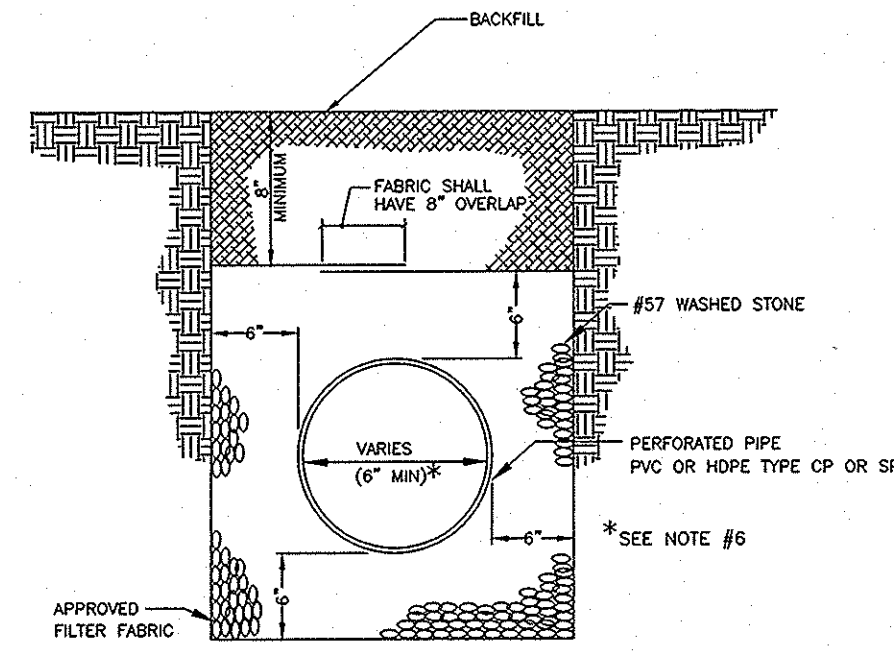 BACKFILL
8"
MINIMUM
FABRIC SHALL
HAVE 8" OVERLAP
6"
#57 WASHED STONE
6"
VARIES
(6" MIN)*
PERFORATED PIPE
PVC OR HDPE TYPE CP OR
6"
*SEE NOTE #6
6"
APPROVED
FILTER FABRIC